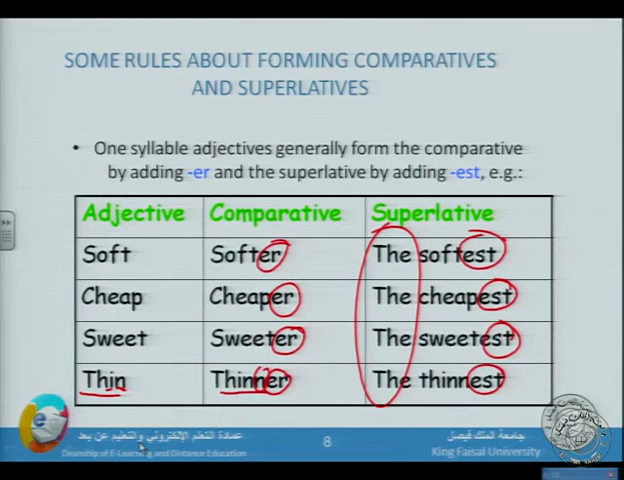 SOME RULES ABOUT FORMING COMPARATIVES
AND SUPERLATIVES
• One syllable adjectives generally form the comparative
by adding -er and the superlative by adding -est, e.g.:
Adjective Comparative Superlative
Soft Softer The softest
Cheap Cheaper The cheapest
Sweet Sweeter The sweetest
Thin Thinner The thinnest
عمادة التعلم الإلكتروني والتعليم عن بعد
Deanship of E-Learning and Distance Education
8
جامعة الملك فيصل
King Faisal University